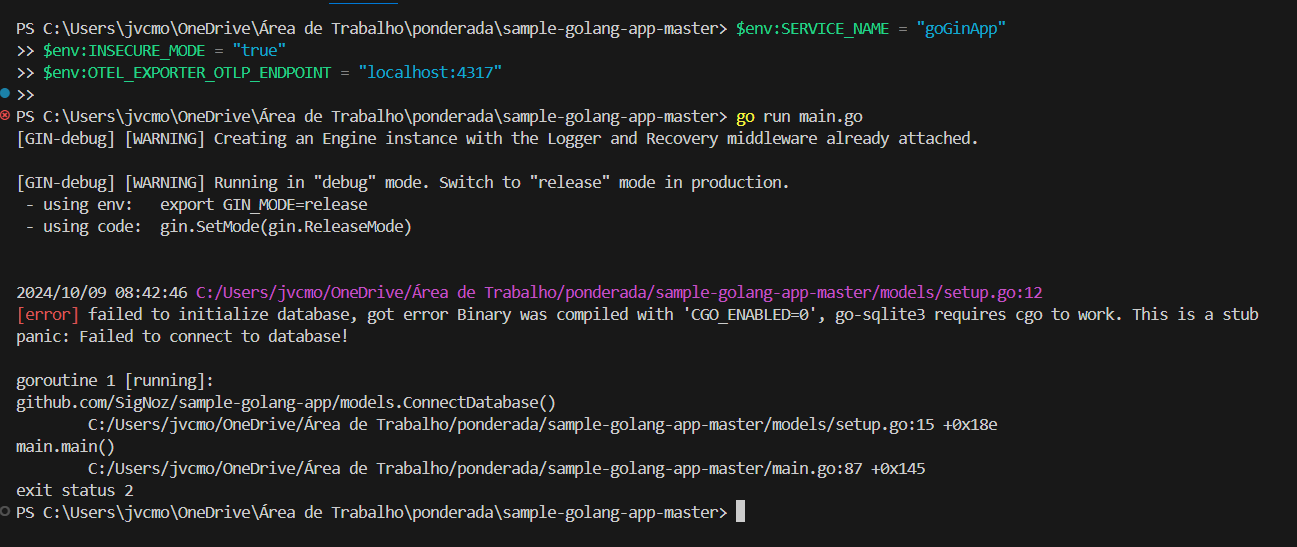 PS C:\Users\jvcmo\OneDrive\Área de Trabalho\ponderada\sample-golang-app-master> $env:SERVICE_NAME = "goGinApp"
>> $env:INSECURE_MODE = "true"
>> $env:OTEL_EXPORTER_OTLP_ENDPOINT = "localhost:4317"
>>
PS C:\Users\jvcmo\OneDrive\Área de Trabalho\ponderada\sample-golang-app-master> go run main.go
[GIN-debug] [WARNING] Creating an Engine instance with the Logger and Recovery middleware already attached.
[GIN-debug] [WARNING] Running in "debug" mode. Switch to "release" mode in production.
 - using env:   export GIN_MODE=release
 - using code:  gin.SetMode(gin.ReleaseMode)
2024/10/09 08:42:46 C:/Users/jvcmo/OneDrive/Área de Trabalho/ponderada/sample-golang-app-master/models/setup.go:12
[error] failed to initialize database, got error Binary was compiled with 'CGO_ENABLED=0', go-sqlite3 requires cgo to work. This is a stub
panic: Failed to connect to database!
goroutine 1 [running]:
github.com/SigNoz/sample-golang-app/models.ConnectDatabase()
        C:/Users/jvcmo/OneDrive/Área de Trabalho/ponderada/sample-golang-app-master/models/setup.go:15 +0x18e
main.main()
        C:/Users/jvcmo/OneDrive/Área de Trabalho/ponderada/sample-golang-app-master/main.go:87 +0x145
exit status 2
PS C:\Users\jvcmo\OneDrive\Área de Trabalho\ponderada\sample-golang-app-master>